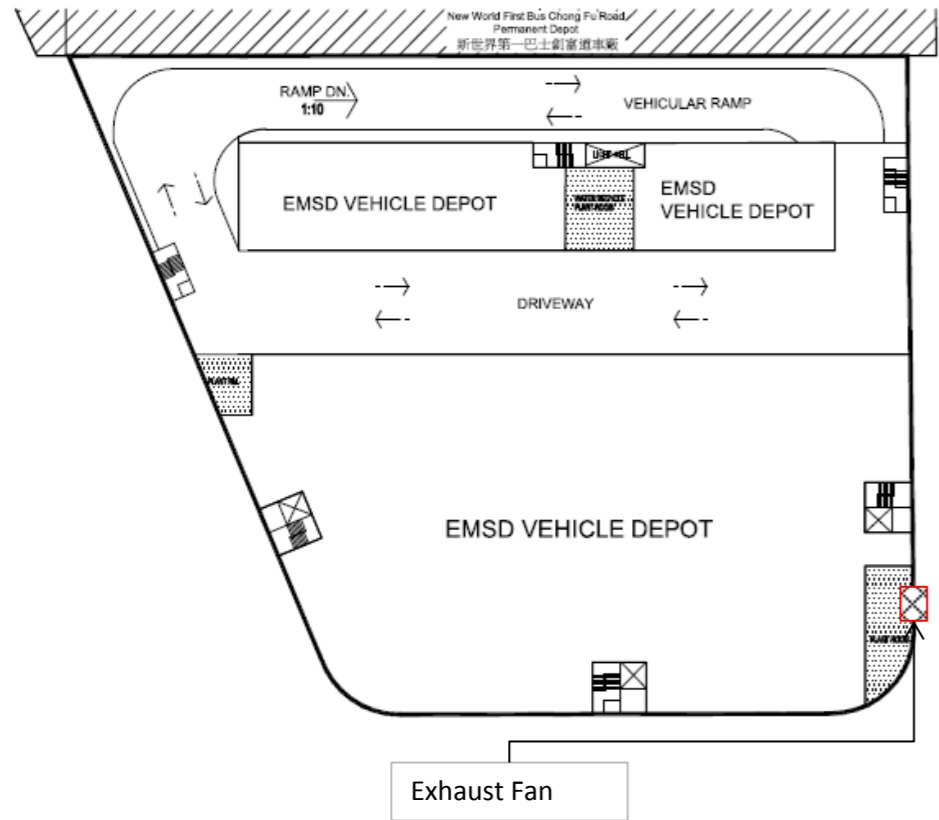 New World First Bus Chong Fu Road,
Permanent Depot
新世界第一巴士創富道車廠
RAMP DN.
1:10
VEHICULAR RAMP
EMSD VEHICLE DEPOT
EMSD
VEHICLE DEPOT
DRIVEWAY
EMSD VEHICLE DEPOT
PLANT ROOM
Exhaust Fan